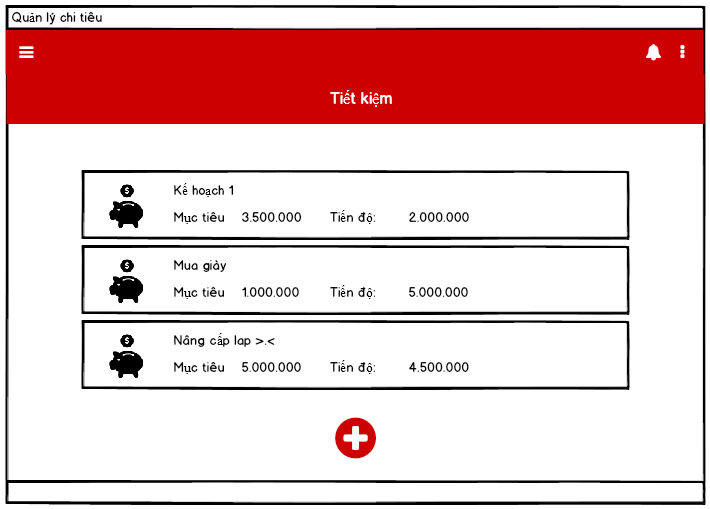 Quản lý chi tiêu
Tiết kiệm
$
Kế hoạch 1
Mục tiêu 3.500.000 Tiến độ: 2.000.000
$
Mua giày
Mục tiêu 1.000.000 Tiến độ: 5.000.000
$
Nâng cấp lap >.<
Mục tiêu 5.000.000 Tiến độ: 4.500.000